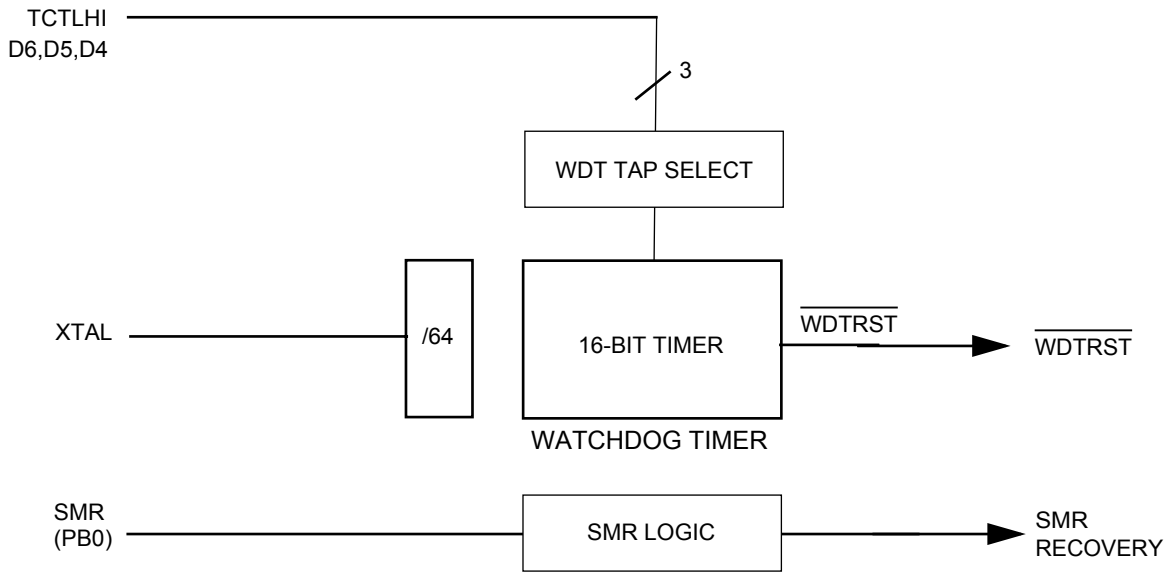 TCTLHI
D6,D5,D4
3
WDT TAP SELECT
XTAL
/64
16-BIT TIMER
WDTRST
WDTRST
WATCHDOG TIMER
SMR
(PB0)
SMR LOGIC
SMR
RECOVERY